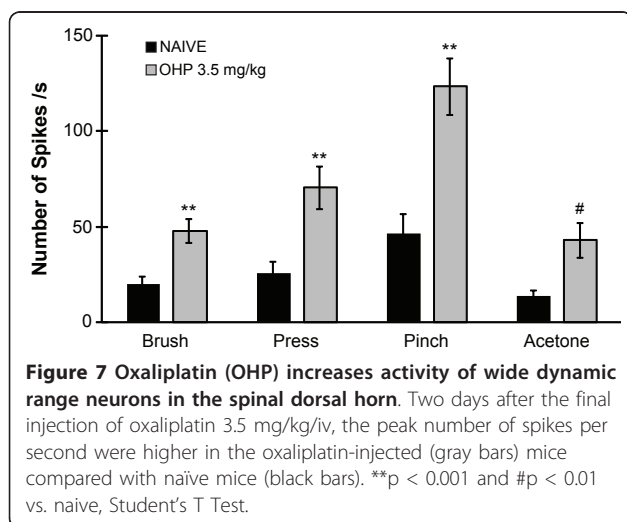 150
100
50
0
Number of Spikes /s
NAIVE
OHP 3.5 mg/kg
**
**
**
#
Brush Press Pinch Acetone
Figure 7 Oxaliplatin (OHP) increases activity of wide dynamic
range neurons in the spinal dorsal horn. Two days after the final
injection of oxaliplatin 3.5 mg/kg/iv, the peak number of spikes per
second were higher in the oxaliplatin-injected (gray bars) mice
compared with naïve mice (black bars). **p < 0.001 and #p < 0.01
vs. naive, Student's T Test.